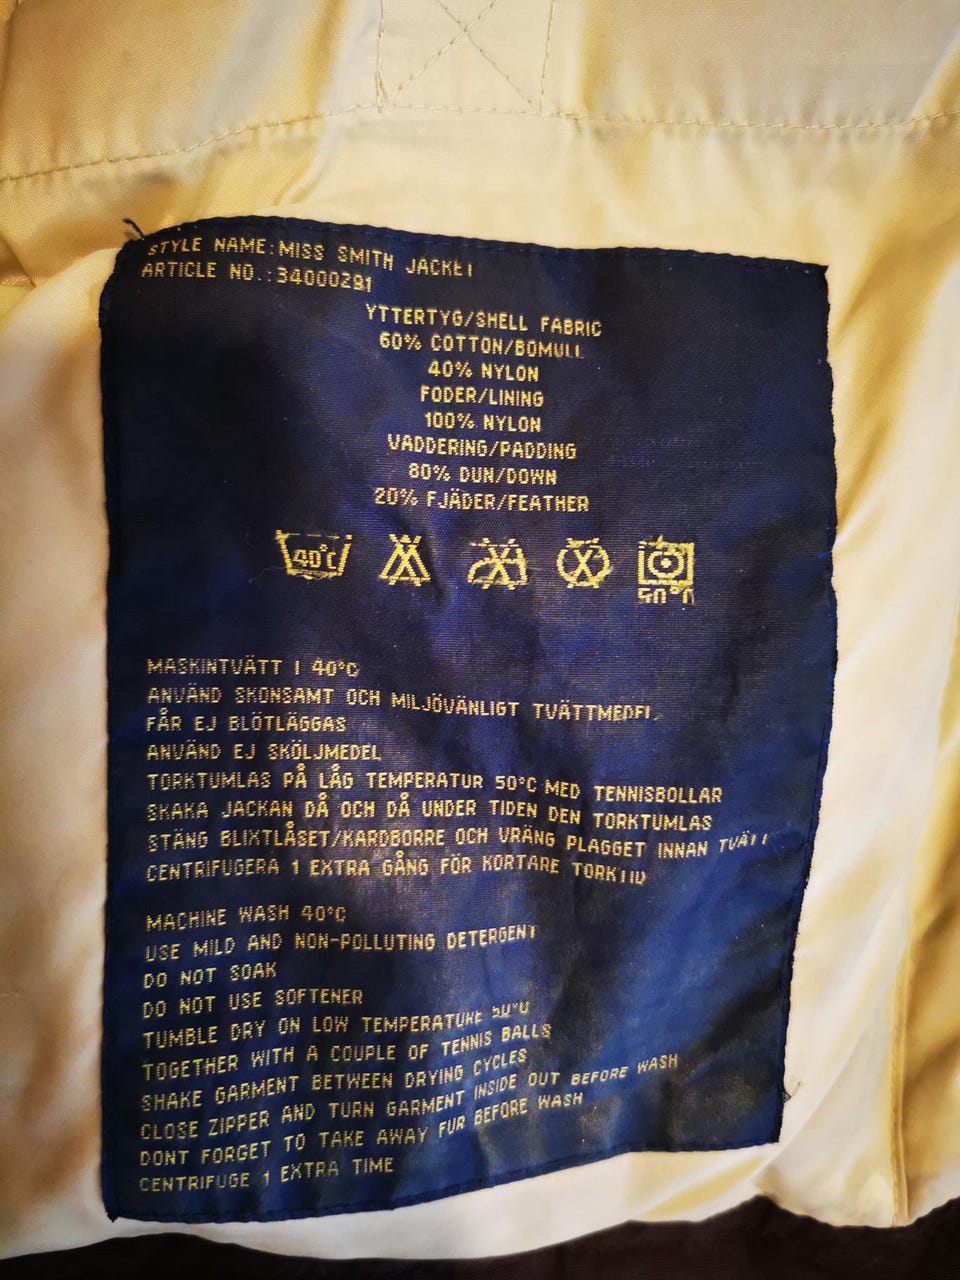 STYLE NAME:MISS SMITH JACKET
ARTICLE NO.:34000291
YTTERTYG/SHELL FABRIC
60% COTTON/BOMULL
40% NYLON
FODER/LINING
100% NYLON
VADDERING/PADDING
80% DUN/DOWN
20% FJÄDER/FEATHER
40°C
50°C
MASKINTVÄTT I 40°C
ANVÄND SKONSAMT OCH MILJÖVÄNLIGT TVÄTTMEDEL
FÅR EJ BLÖTLÄGGAS
ANVÄND EJ SKÖLJMEDEL
TORKTUMLAS PÅ LÅG TEMPERATUR 50°C MED TENNISBOLLAR
SKAKA JACKAN DÅ OCH DÅ UNDER TIDEN DEN TORKTUMLAS
STÄNG BLIXTLÅSET/KARDBORRE OCH VRÄNG PLAGGET INNAN TVÄTT
CENTRIFUGERA 1 EXTRA GÅNG FÖR KORTARE TORKTID
MACHINE WASH 40°C
USE MILD AND NON-POLLUTING DETERGENT
DO NOT SOAK
DO NOT USE SOFTENER
TUMBLE DRY ON LOW TEMPERATURE 50°C
TOGETHER WITH A COUPLE OF TENNIS BALLS
SHAKE GARMENT BETWEEN DRYING CYCLES
CLOSE ZIPPER AND TURN GARMENT INSIDE OUT BEFORE WASH
DONT FORGET TO TAKE AWAY FUR BEFORE WASH
CENTRIFUGE 1 EXTRA TIME